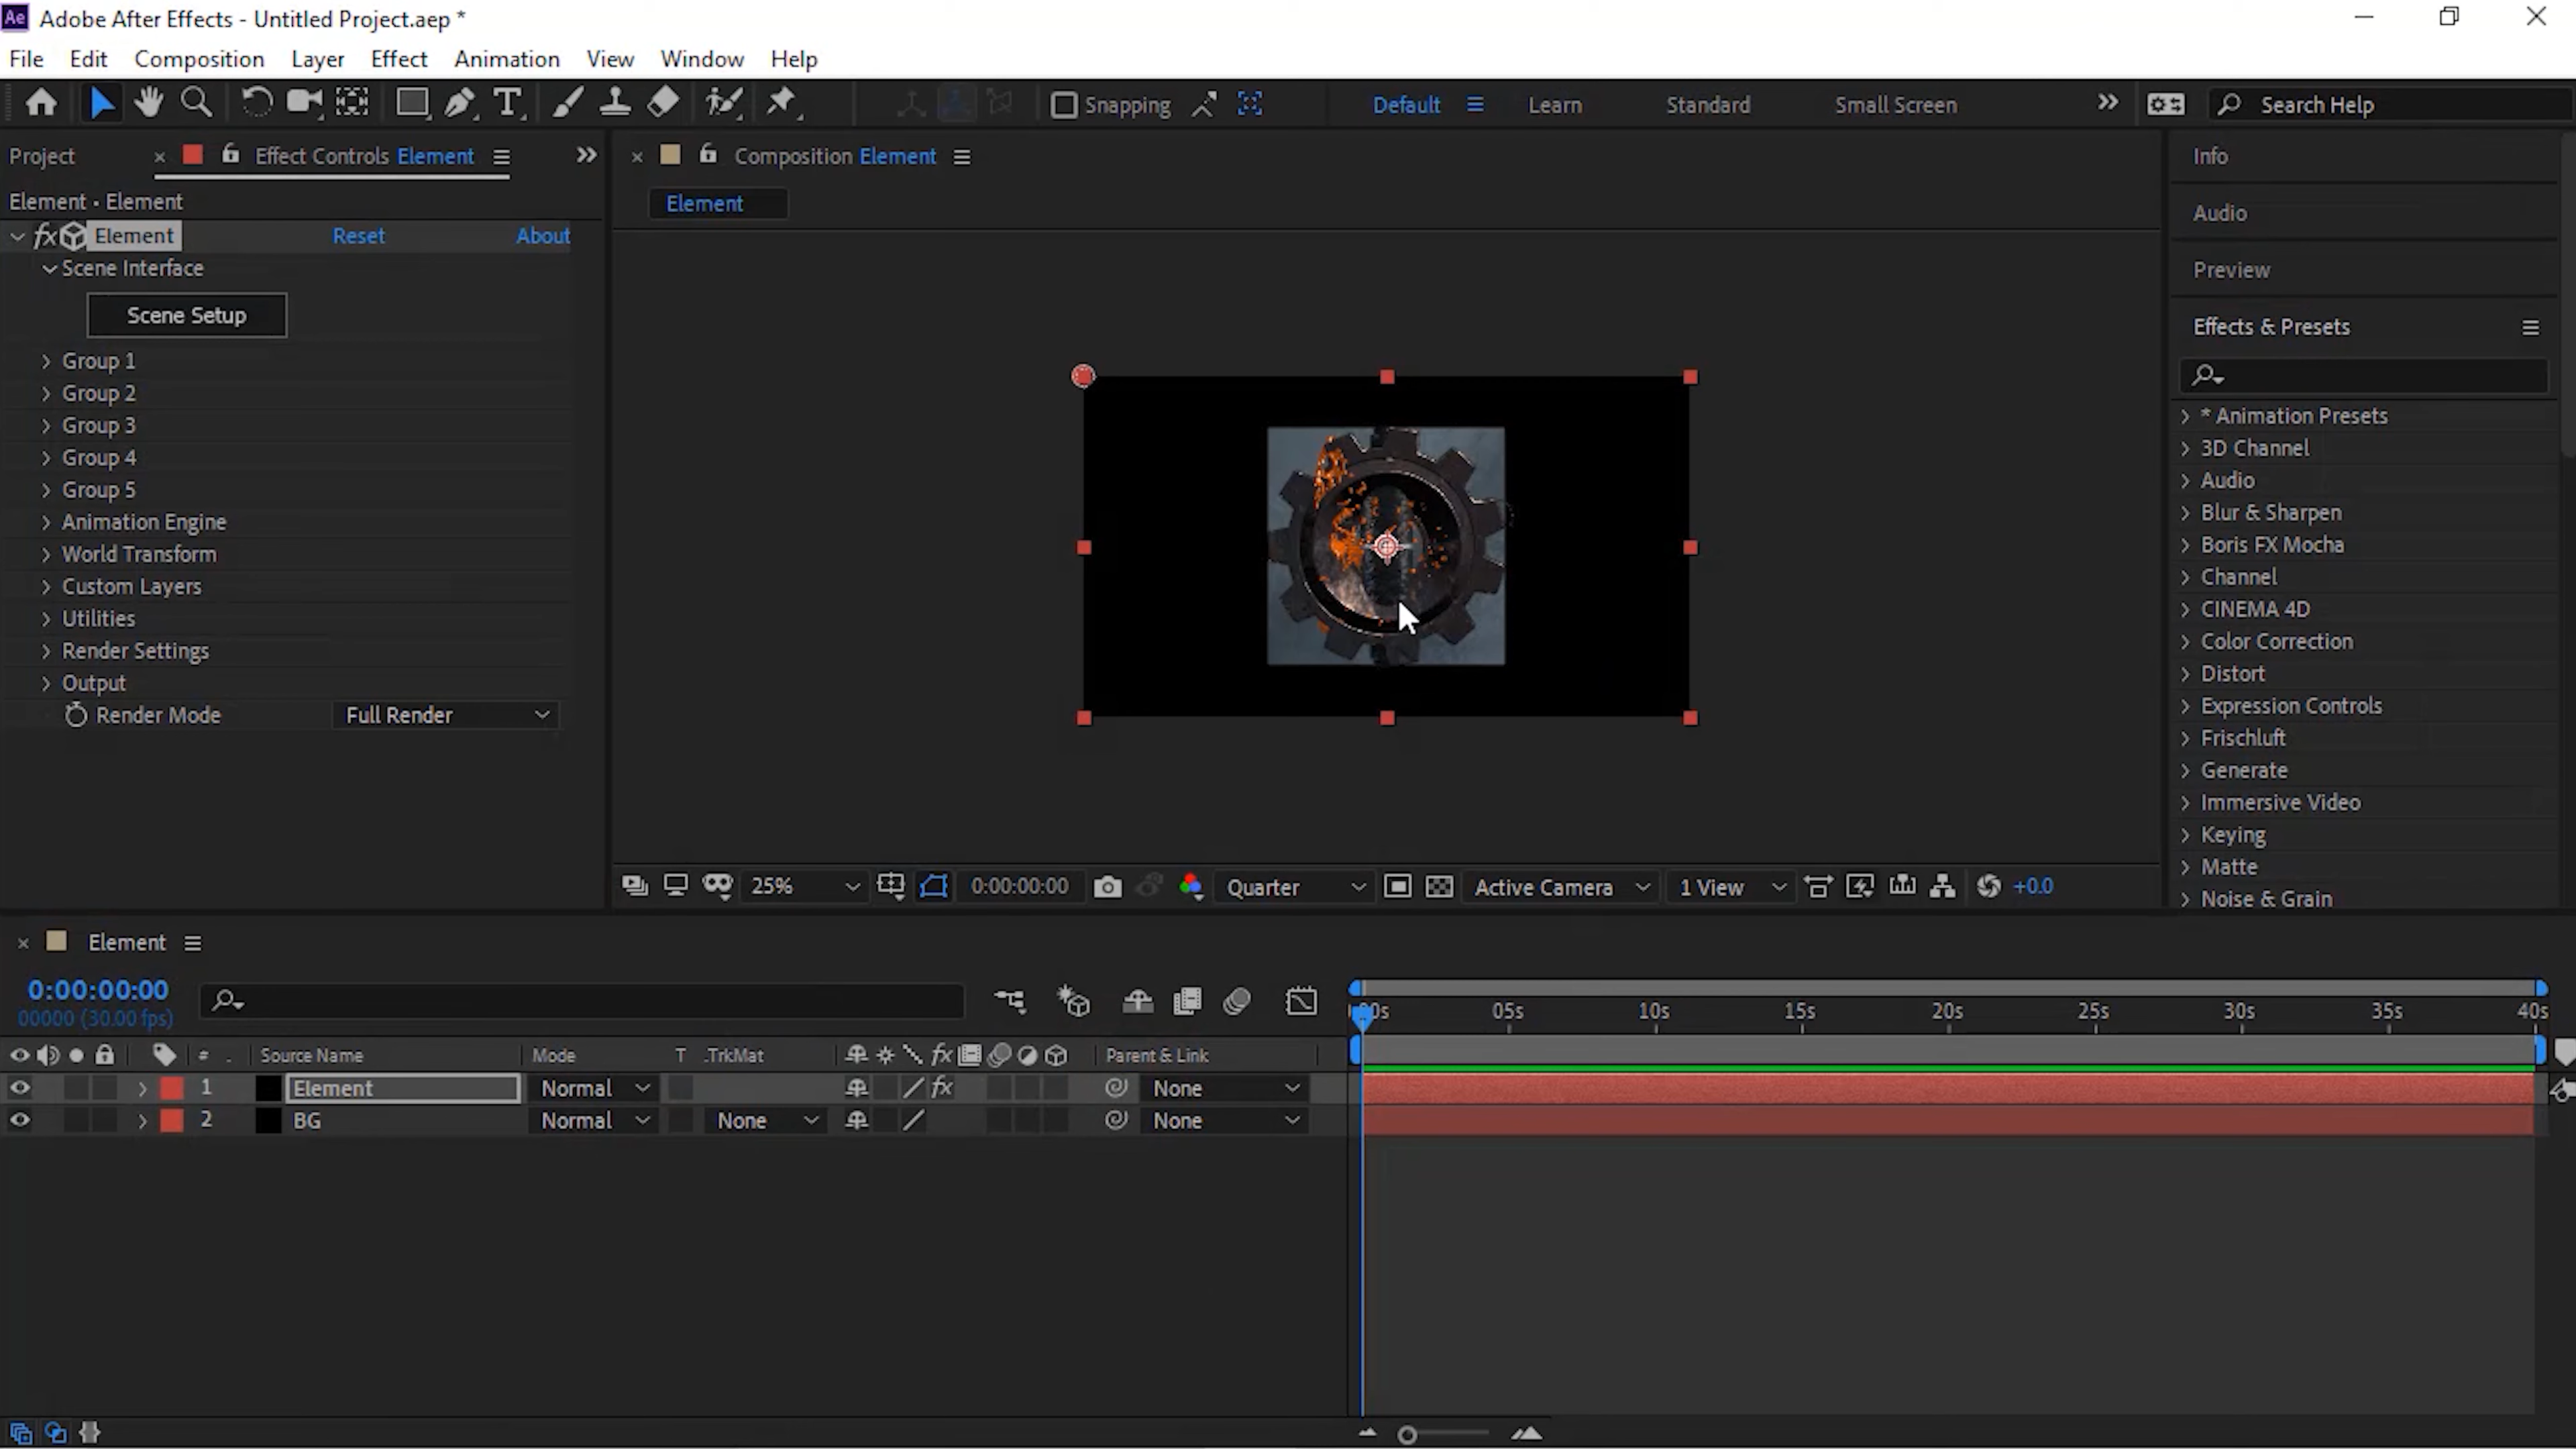 Ae Adobe After Effects - Untitled Project.aep *
File Edit Composition Layer Effect Animation View Window Help
T Snapping Default Learn Standard Small Screen Search Help
Project Effect Controls Element
Composition Element
Info
Element • Element
Element
Audio
fx Element Reset About
Scene Interface
Preview
Scene Setup
Effects & Presets
Group 1
Group 2
Group 3
Group 4
Group 5
Animation Engine
World Transform
Custom Layers
Utilities
Render Settings
Output
Render Mode Full Render
* Animation Presets
3D Channel
Audio
Blur & Sharpen
Boris FX Mocha
Channel
CINEMA 4D
Color Correction
Distort
Expression Controls
Frischluft
Generate
Immersive Video
Keying
Matte
Noise & Grain
25% 0:00:00:00 Quarter Active Camera 1 View +0.0
Element
0:00:00:00
00000 (30.00 fps)
00s 05s 10s 15s 20s 25s 30s 35s 40s
# . Source Name Mode T .TrkMat fx Parent & Link
1 Element Normal fx None
2 BG Normal None None